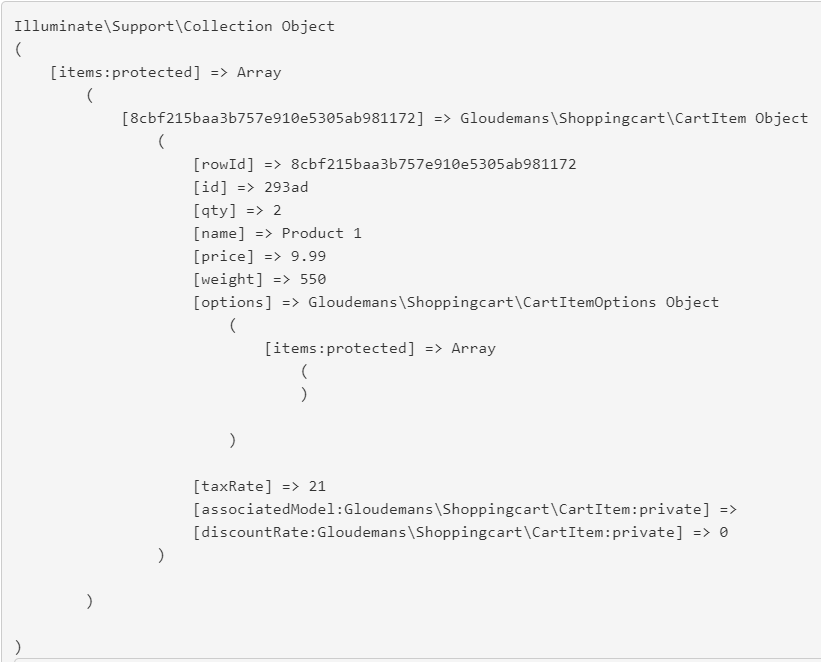 Illuminate\Support\Collection Object
(
    [items:protected] => Array
        (
            [8cbf215baa3b757e910e5305ab981172] => Gloudemans\Shoppingcart\CartItem Object
                (
                    [rowId] => 8cbf215baa3b757e910e5305ab981172
                    [id] => 293ad
                    [qty] => 2
                    [name] => Product 1
                    [price] => 9.99
                    [weight] => 550
                    [options] => Gloudemans\Shoppingcart\CartItemOptions Object
                        (
                            [items:protected] => Array
                                (
                                )

                        )

                    [taxRate] => 21
                    [associatedModel:Gloudemans\Shoppingcart\CartItem:private] =>
                    [discountRate:Gloudemans\Shoppingcart\CartItem:private] => 0
                )

        )

)